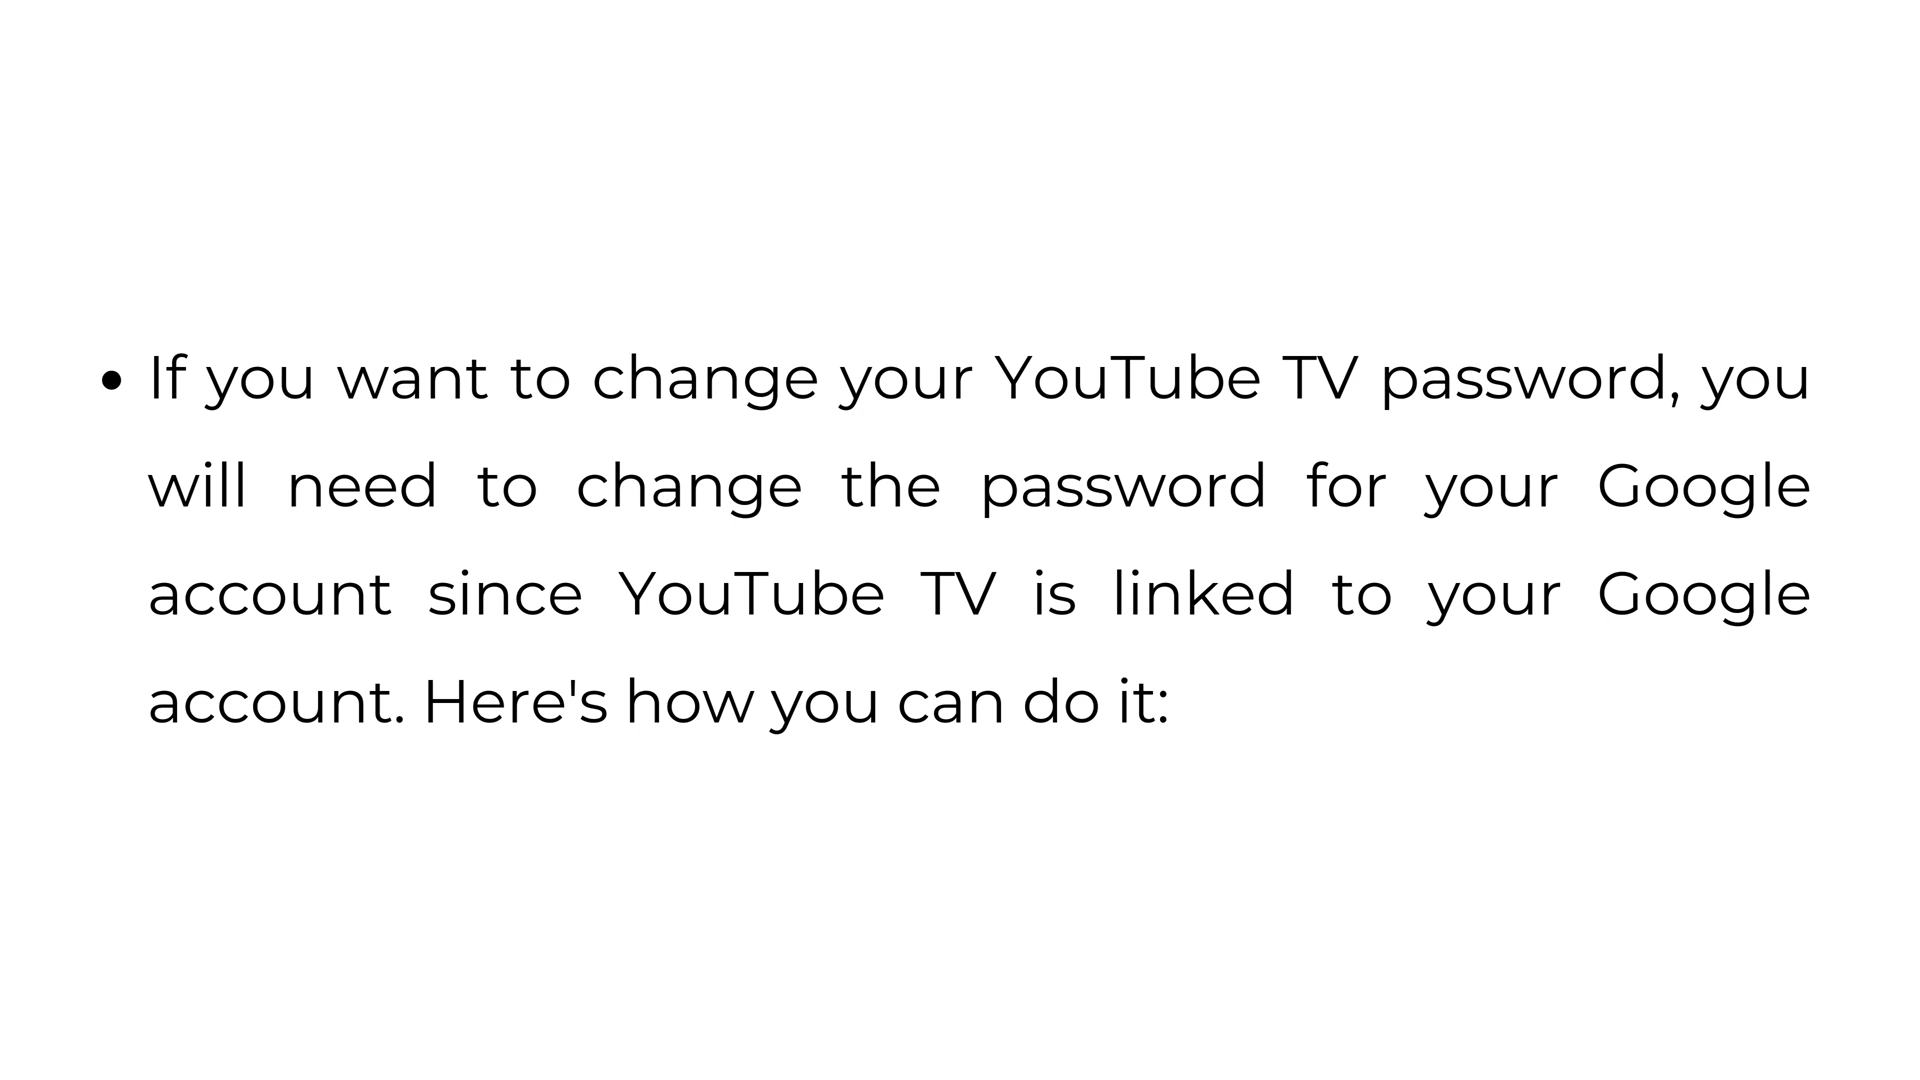 • If you want to change your YouTube TV password, you
will need to change the password for your Google
account since YouTube TV is linked to your Google
account. Here's how you can do it: